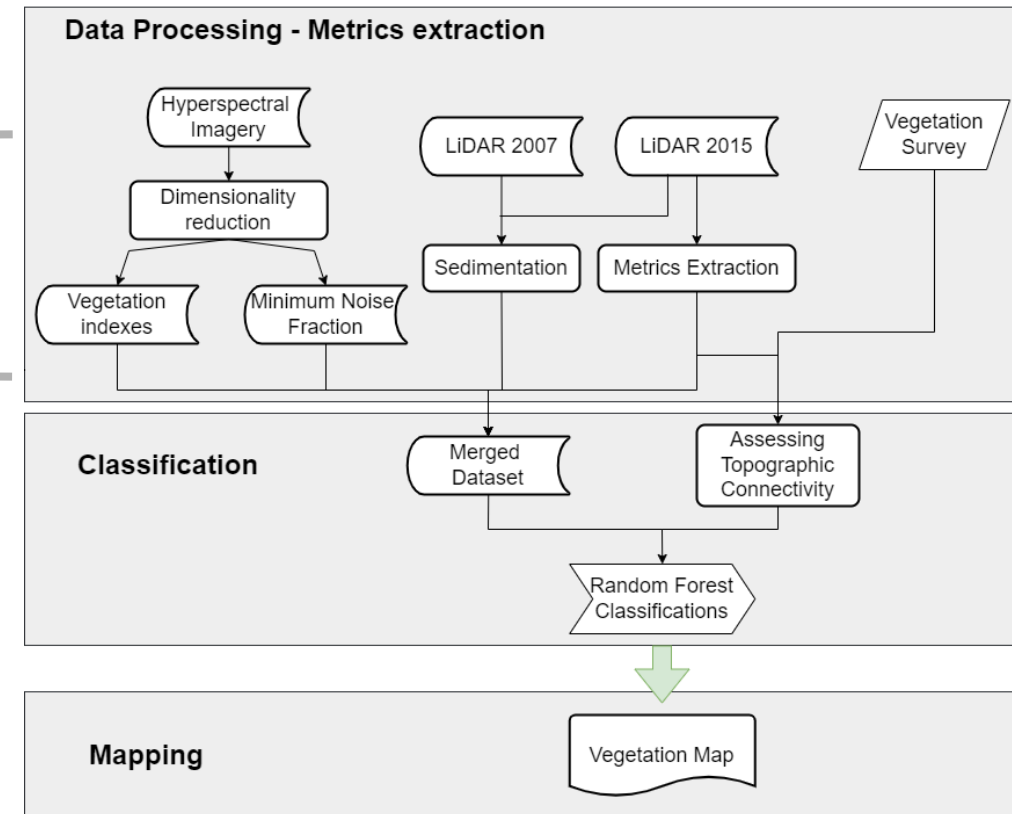 Data Processing - Metrics extraction
Hyperspectral
Imagery
LiDAR 2007
LiDAR 2015
Vegetation
Survey
Dimensionality
reduction
Sedimentation
Metrics Extraction
Vegetation
indexes
Minimum Noise
Fraction
Classification
Merged
Dataset
Assessing
Topographic
Connectivity
Random Forest
Classifications
Mapping
Vegetation Map